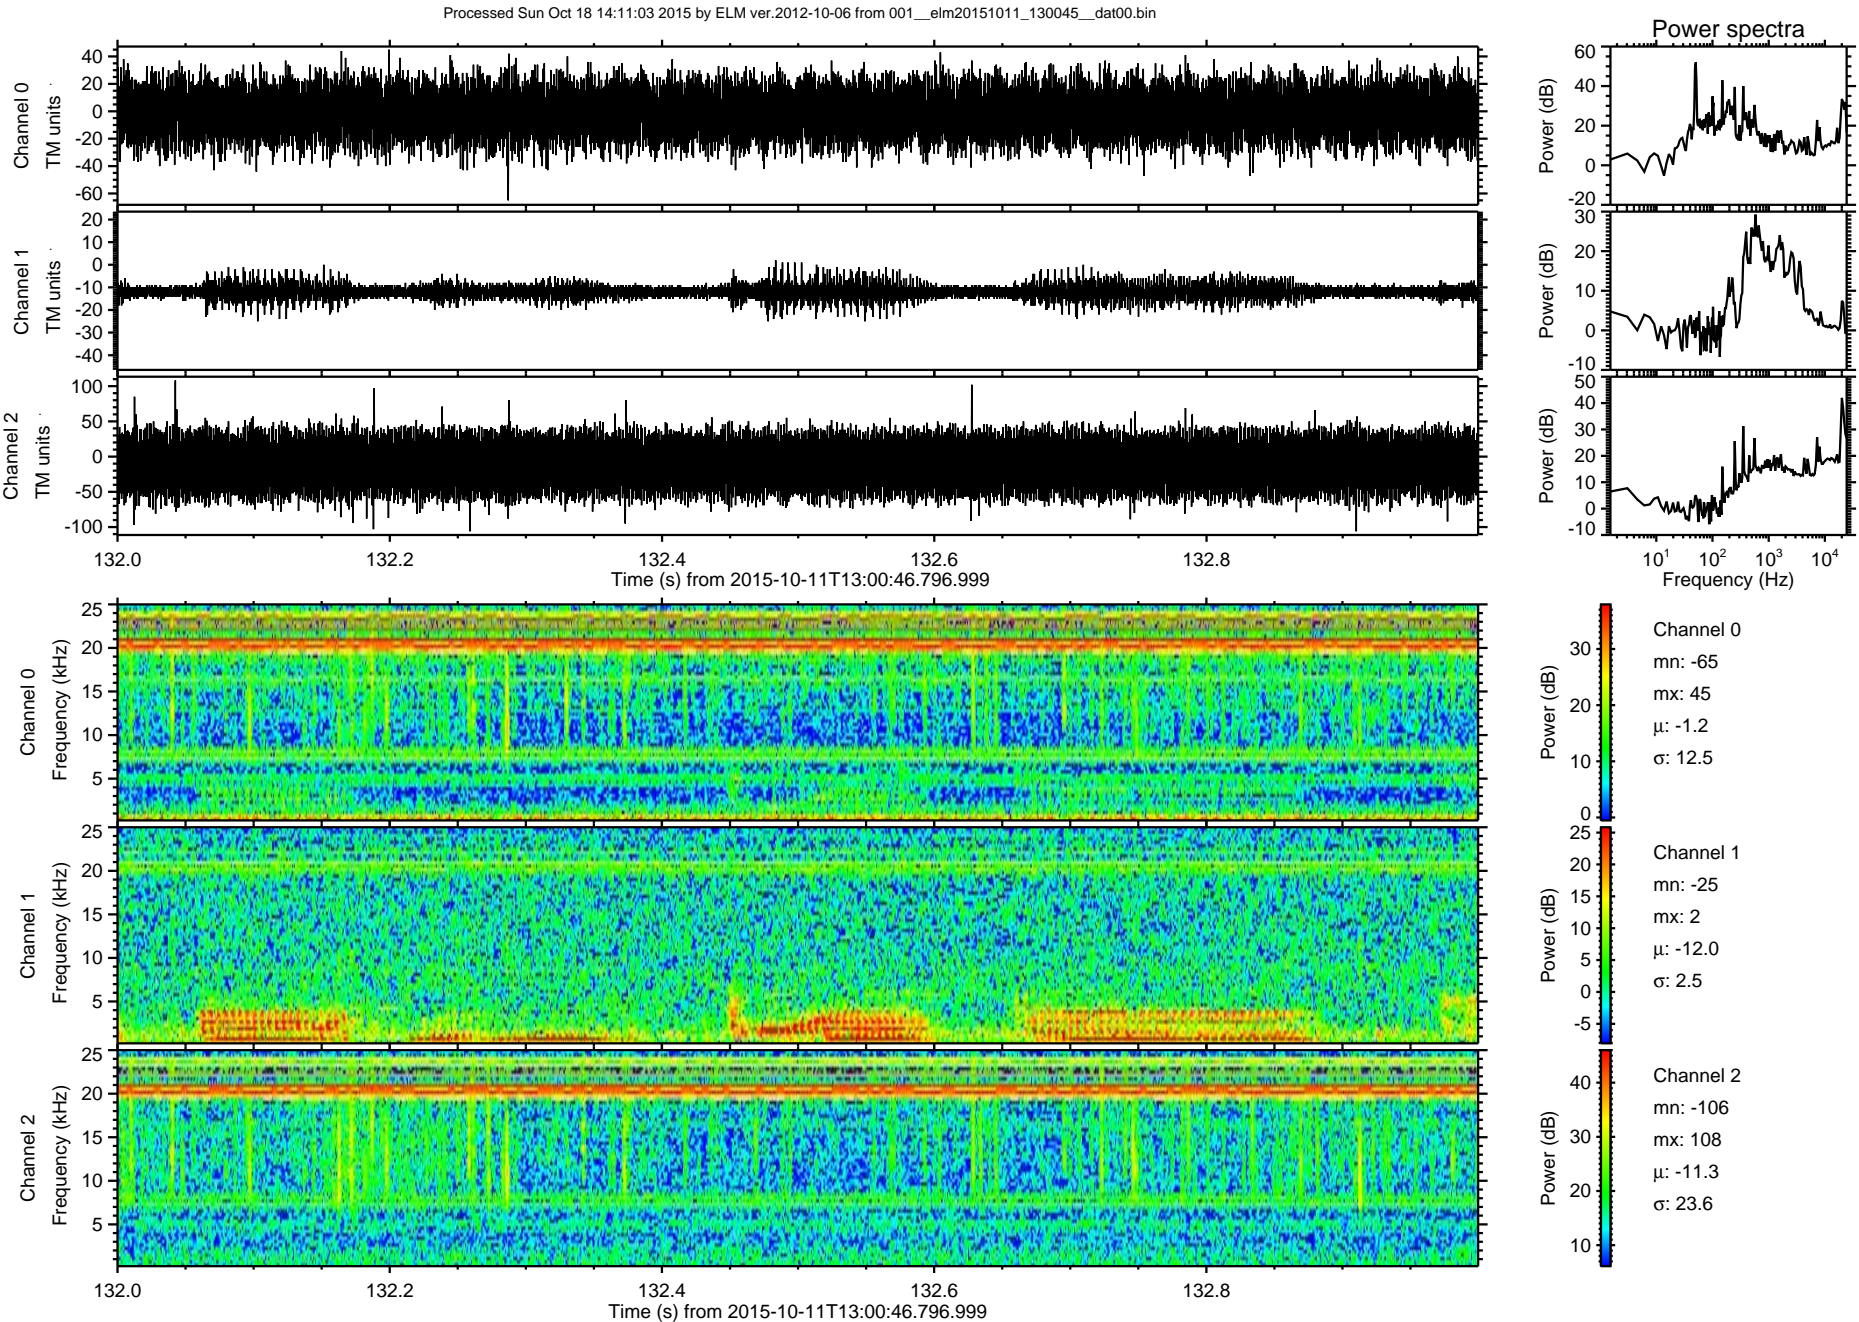 Processed Sun Oct 18 14:11:03 2015 by ELM ver.2012-10-06 from 001__elm20151011_130045__dat00.bin
Power spectra
Channel 0
TM units
40
20
0
-20
-40
-60
Power (dB)
60
40
20
0
-20
Channel 1
TM units
20
10
0
-10
-20
-30
-40
Power (dB)
30
20
10
0
-10
Channel 2
TM units
100
50
0
-50
-100
Power (dB)
50
40
30
20
10
0
-10
132.0 132.2 132.4 132.6 132.8
Time (s) from 2015-10-11T13:00:46.796.999
10^1 10^2 10^3 10^4
Frequency (Hz)
Channel 0
Frequency (kHz)
25
20
15
10
5
Power (dB)
30
20
10
0
Channel 0
mn: -65
mx: 45
μ: -1.2
σ: 12.5
Channel 1
Frequency (kHz)
25
20
15
10
5
Power (dB)
25
20
15
10
5
0
-5
Channel 1
mn: -25
mx: 2
μ: -12.0
σ: 2.5
Channel 2
Frequency (kHz)
25
20
15
10
5
Power (dB)
40
30
20
10
Channel 2
mn: -106
mx: 108
μ: -11.3
σ: 23.6
132.0 132.2 132.4 132.6 132.8
Time (s) from 2015-10-11T13:00:46.796.999